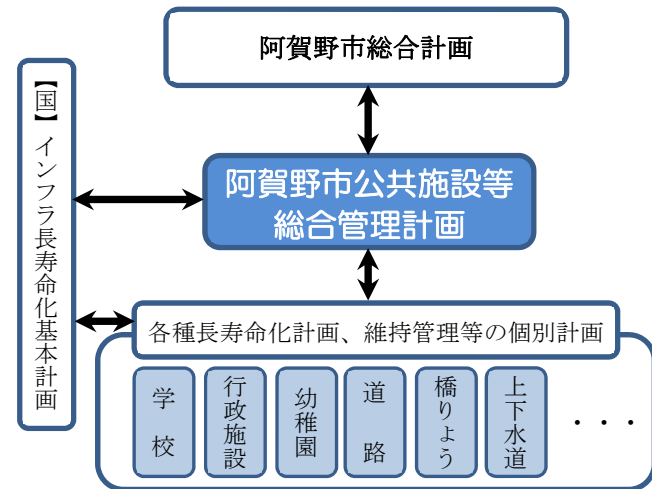 阿賀野市総合計画
【国】インフラ長寿命化基本計画
阿賀野市公共施設等
総合管理計画
各種長寿命化計画、維持管理等の個別計画
学校
行政施設
幼稚園
道路
橋りょう
上下水道
・・・